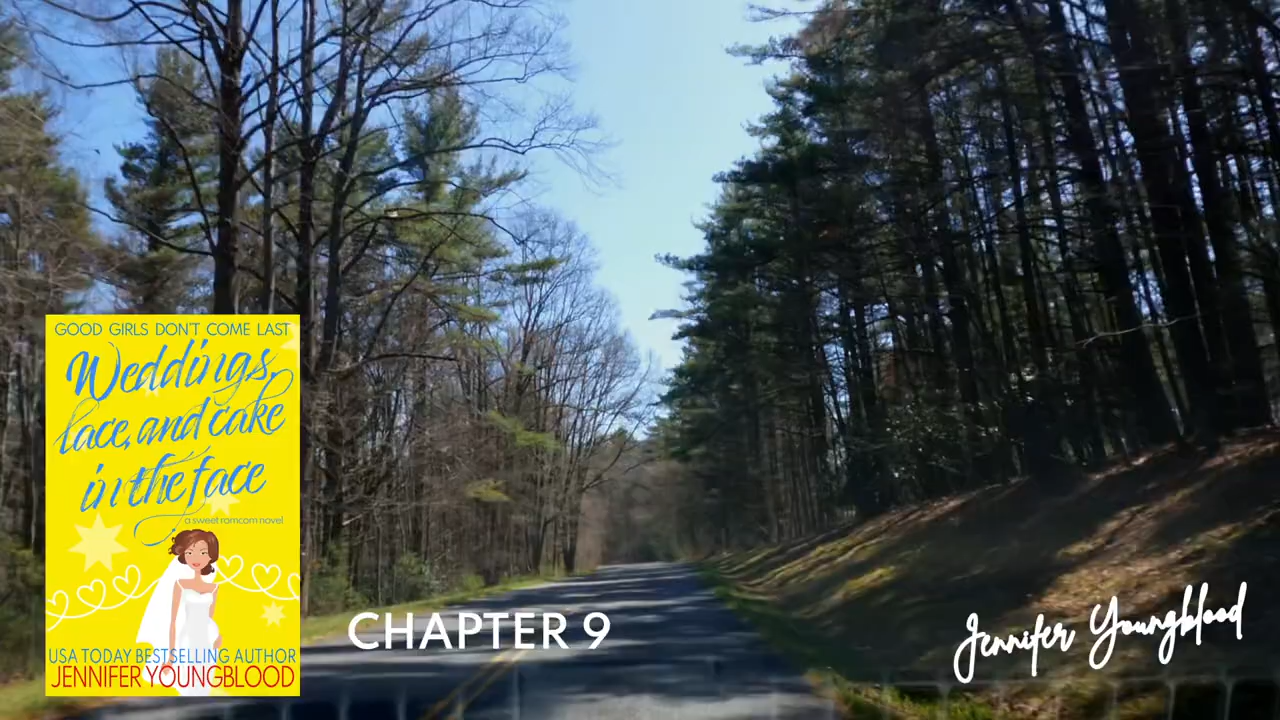 GOOD GIRLS DON'T COME LAST
Weddings,
lace, and cake
in the face
a sweet romcom novel
USA TODAY BESTSELLING AUTHOR
JENNIFER YOUNGBLOOD
CHAPTER 9
Jennifer Youngblood